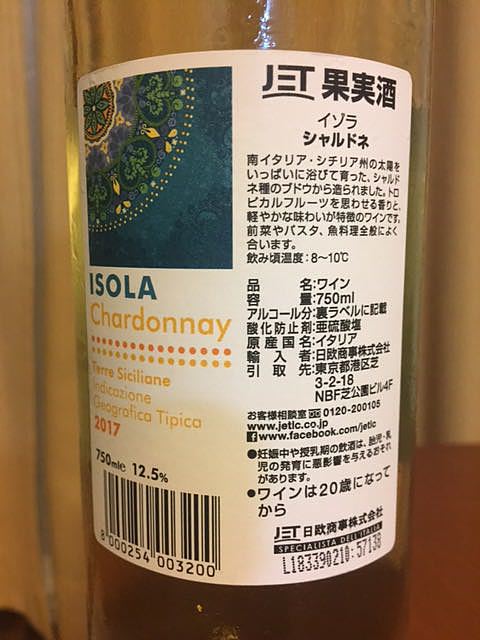 JET 果実酒
イゾラ
シャルドネ
南イタリア・シチリア州の太陽を
いっぱいに浴びて育った、シャルド
ネ種のブドウから造られました。トロ
ピカルフルーツを思わせる香りと、
軽やかな味わいが特徴のワインです。
前菜やパスタ、魚料理全般によく
合います。
飲み頃温度:8～10℃
品名:ワイン
容量:750ml
アルコール分:裏ラベルに記載
酸化防止剤:亜硫酸塩
原産国名:イタリア
輸入者:日欧商事株式会社
引取先:東京都港区芝
3-2-18
NBF芝公園ビル4F
お客様相談室 0120-200105
www.jetlc.co.jp
www.facebook.com/jetlc
●妊娠中や授乳期の飲酒は、胎児・乳
児の発育に悪影響を与えるおそれ
があります。
●ワインは20歳になって
から
JET 日欧商事株式会社
SPECIALISTA DELL'ITALIA
L18339021O:57138
ISOLA
Chardonnay
Terre Siciliane
Indicazione
Geografica Tipica
2017
750ml e 12.5%
8 000254 003200